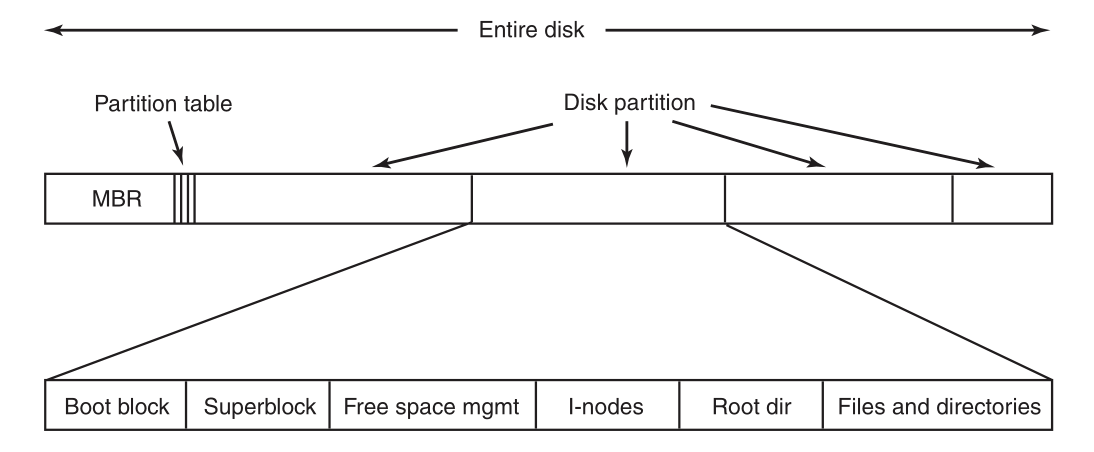 Entire disk
Partition table
Disk partition
MBR
Boot block
Superblock
Free space mgmt
I-nodes
Root dir
Files and directories